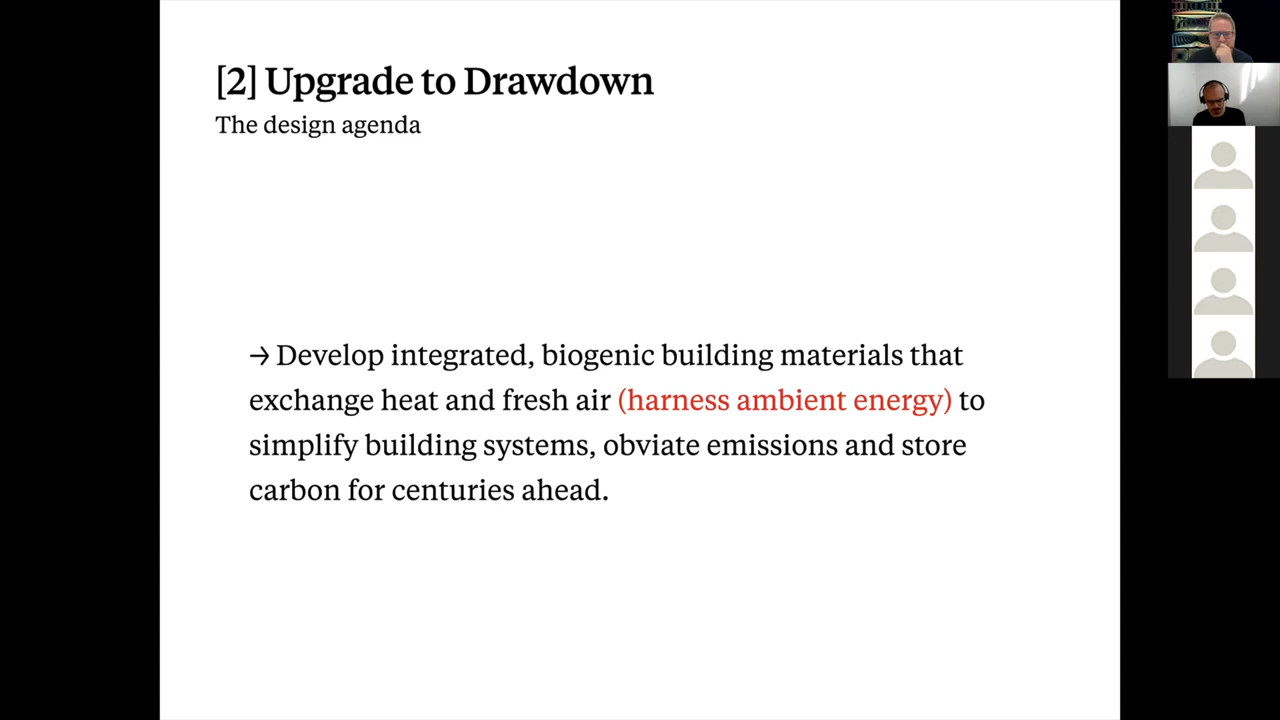 [2] Upgrade to Drawdown
The design agenda
→ Develop integrated, biogenic building materials that
exchange heat and fresh air (harness ambient energy) to
simplify building systems, obviate emissions and store
carbon for centuries ahead.